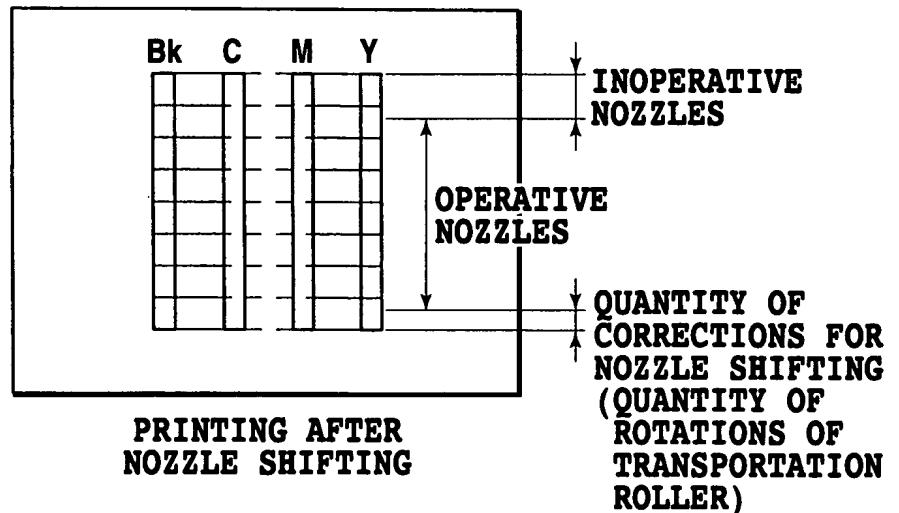 Bk C M Y
INOPERATIVE
NOZZLES
OPERATIVE
NOZZLES
QUANTITY OF
CORRECTIONS FOR
NOZZLE SHIFTING
(QUANTITY OF
ROTATIONS OF
TRANSPORTATION
ROLLER)
PRINTING AFTER
NOZZLE SHIFTING